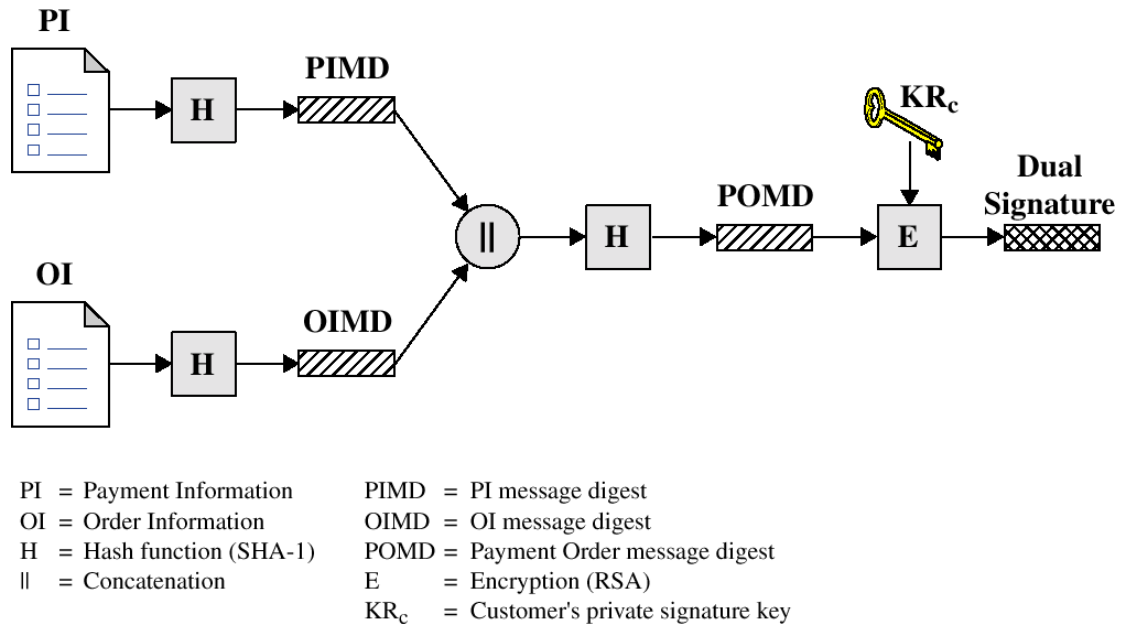 PI
PIMD
H
KRc
Dual
Signature
POMD
||
H
E
OI
OIMD
H
PI = Payment Information
OI = Order Information
H = Hash function (SHA-1)
|| = Concatenation
PIMD = PI message digest
OIMD = OI message digest
POMD = Payment Order message digest
E = Encryption (RSA)
KRc = Customer's private signature key